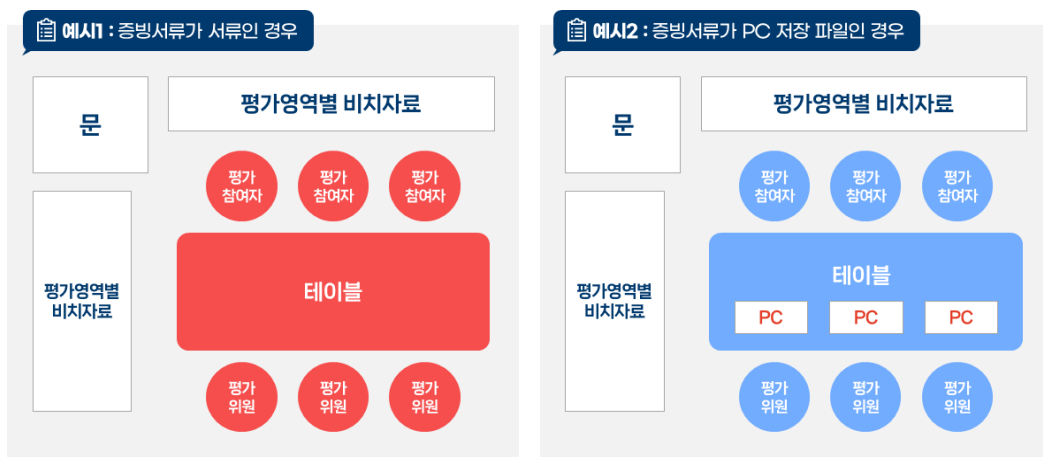 예시1 : 증빙서류가 서류인 경우
문
평가영역별 비치자료
평가
참여자
평가
참여자
평가
참여자
평가영역별
비치자료
테이블
평가
위원
평가
위원
평가
위원
예시2 : 증빙서류가 PC 저장 파일인 경우
문
평가영역별 비치자료
평가
참여자
평가
참여자
평가
참여자
평가영역별
비치자료
테이블
PC
PC
PC
평가
위원
평가
위원
평가
위원